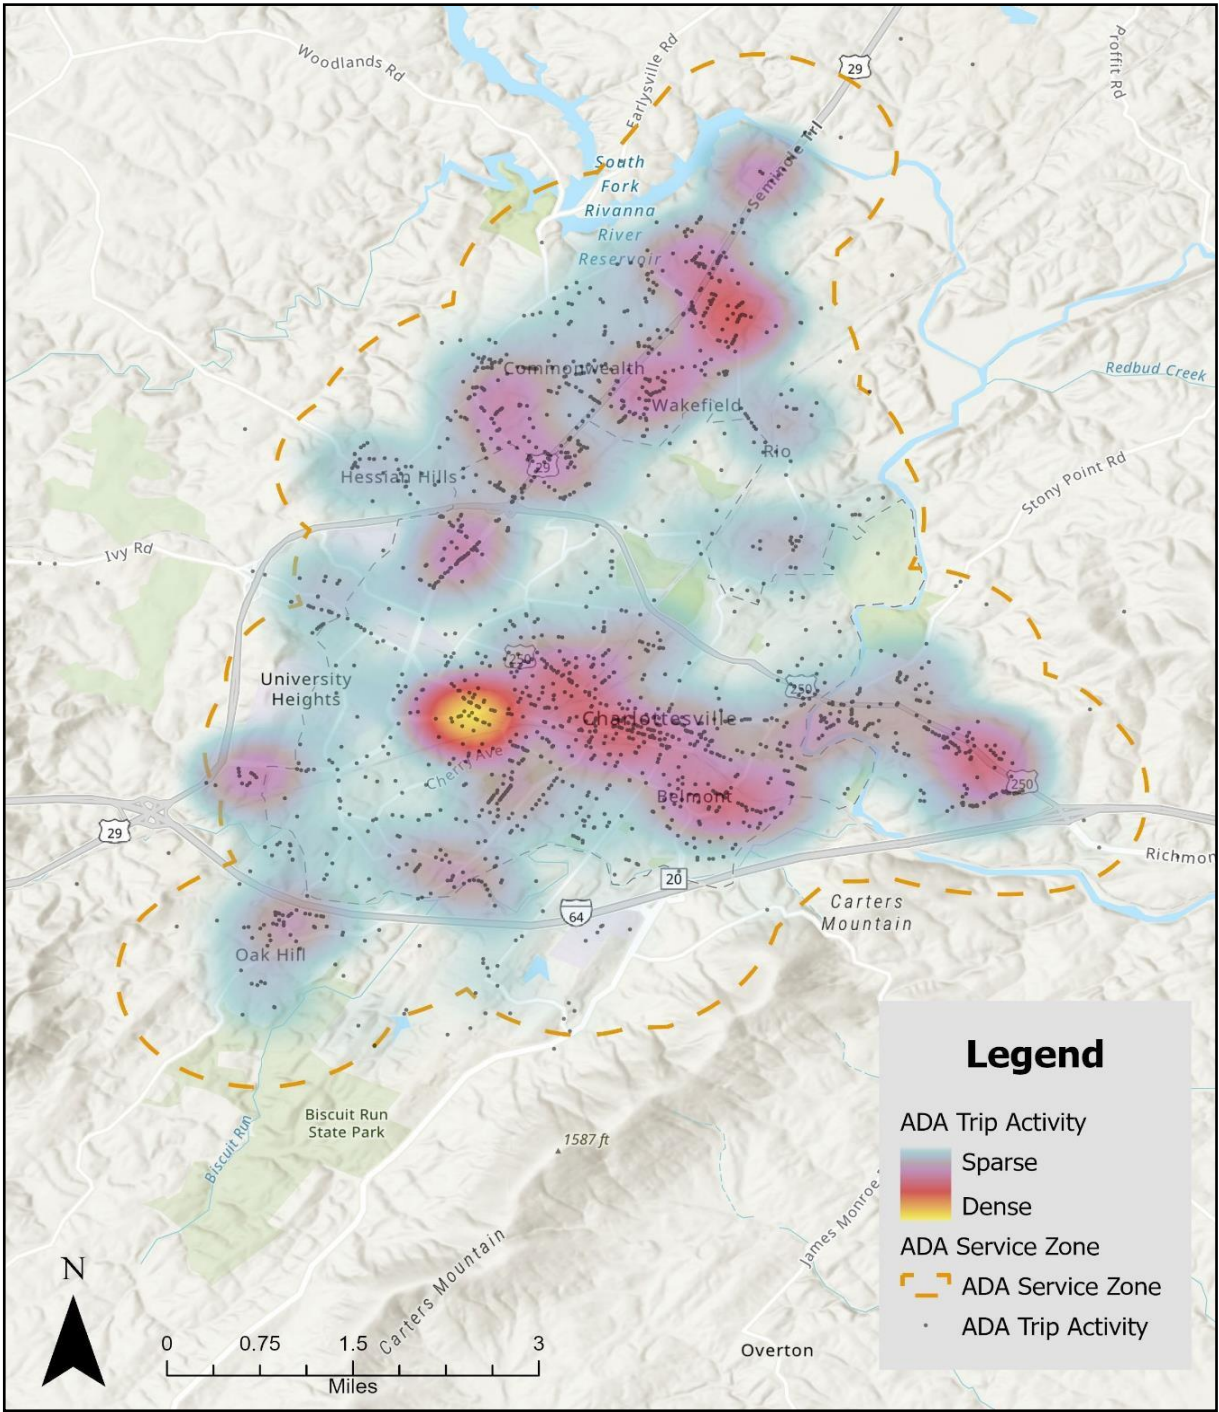 Woodlands Rd
Earlysville Rd
29
Proffit Rd
Seminole Trl
South
Fork
Rivanna
River
Reservoir
Redbud Creek
Commonwealth
Wakefield
Rio
29
Hessian Hills
Stony Point Rd
Ivy Rd
250
University
Heights
250
Charlottesville
Cherry Ave
Belmont
250
29
Richmon
20
64
Carters
Mountain
Oak Hill
Biscuit Run
State Park
Biscuit Run
1587 ft
Carters Mountain
James Monroe
Overton
N
0 0.75 1.5 3
Miles
Legend
ADA Trip Activity
Sparse
Dense
ADA Service Zone
ADA Service Zone
ADA Trip Activity